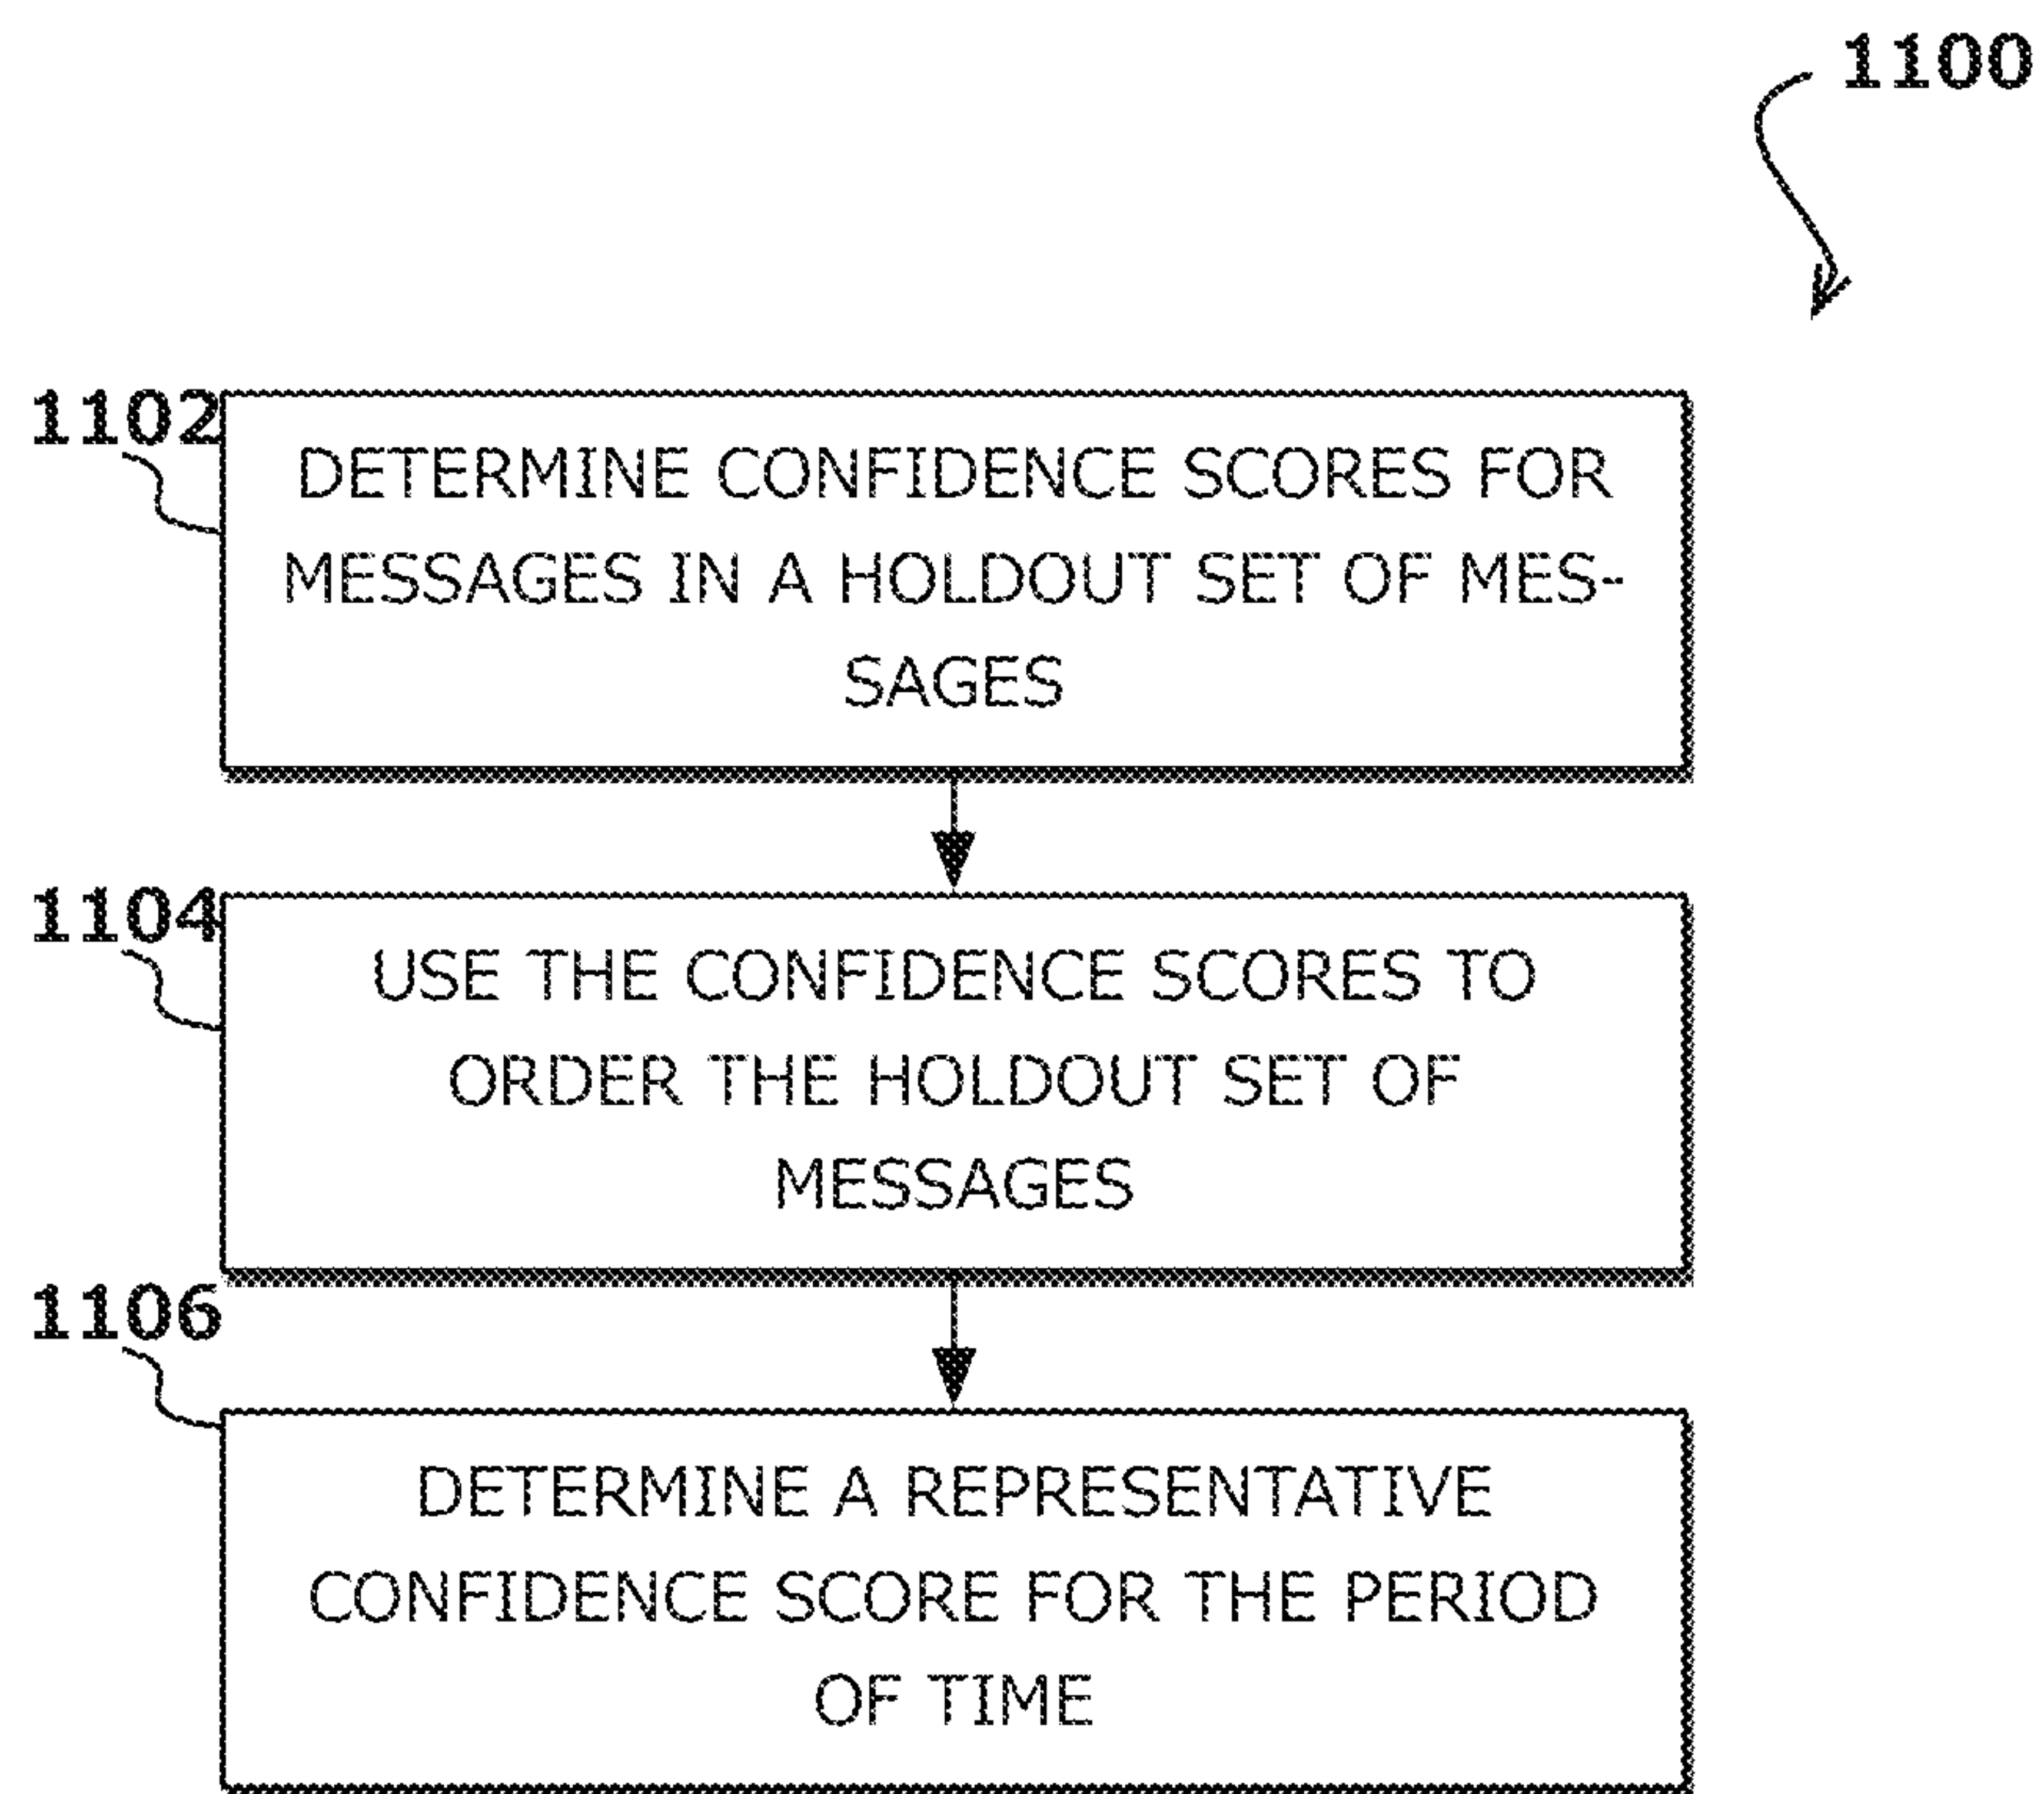 1100
1102
DETERMINE CONFIDENCE SCORES FOR
MESSAGES IN A HOLDOUT SET OF MES-
SAGES
1104
USE THE CONFIDENCE SCORES TO
ORDER THE HOLDOUT SET OF
MESSAGES
1106
DETERMINE A REPRESENTATIVE
CONFIDENCE SCORE FOR THE PERIOD
OF TIME